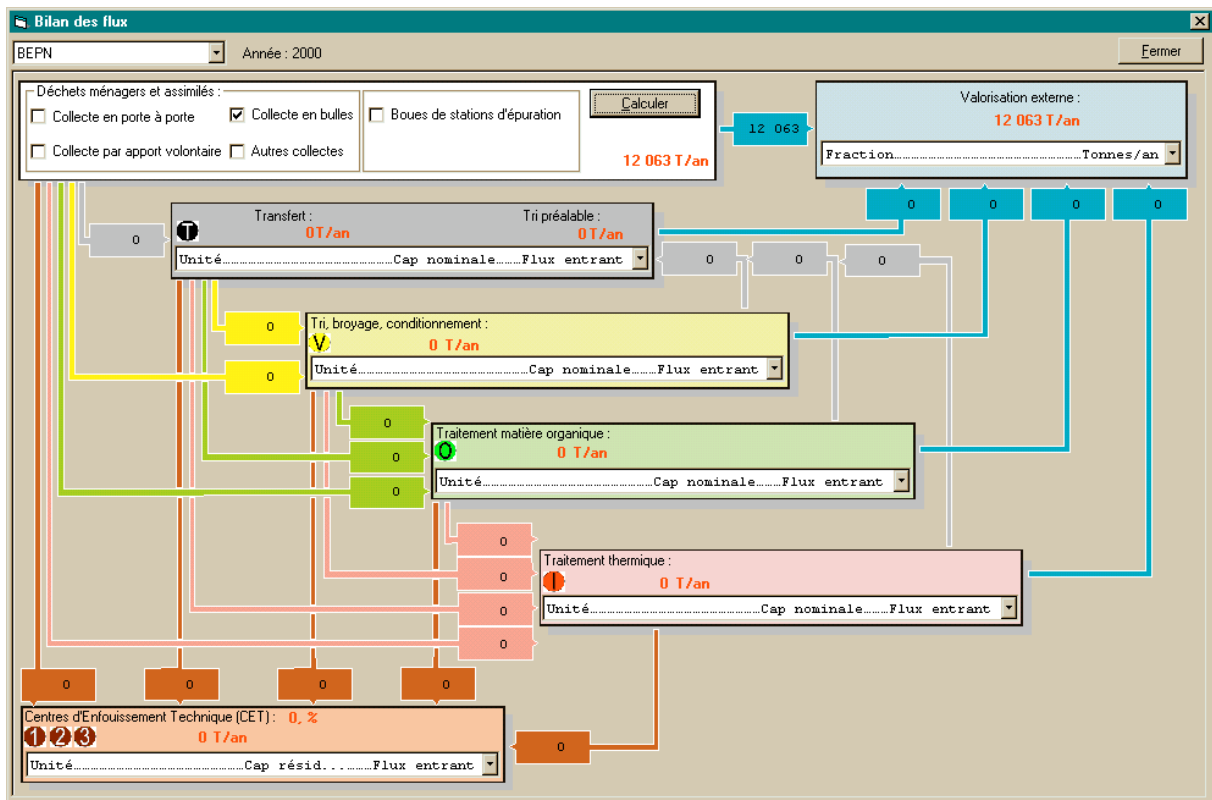 Bilan des flux
BEPN
Année : 2000
Fermer
Déchets ménagers et assimilés :
Collecte en porte à porte
Collecte en bulles
Boues de stations d'épuration
Calculer
Collecte par apport volontaire
Autres collectes
12 063 T/an
12 063
Valorisation externe :
12 063 T/an
Fraction.......Tonnes/an
0
0
0
0
0
T
Transfert :
Tri préalable :
0T/an
0T/an
Unité.......Cap nominale.......Flux entrant
0
0
0
0
Tri, broyage, conditionnement :
V
0 T/an
Unité.......Cap nominale.......Flux entrant
0
0
Traitement matière organique :
O
0 T/an
Unité.......Cap nominale.......Flux entrant
0
0
0
Traitement thermique :
I
0 T/an
Unité.......Cap nominale.......Flux entrant
0
0
0
0
0
0
0
Centres d'Enfouissement Technique (CET) : 0, %
1 2 3
0 T/an
Unité.......Cap résid..........Flux entrant
0